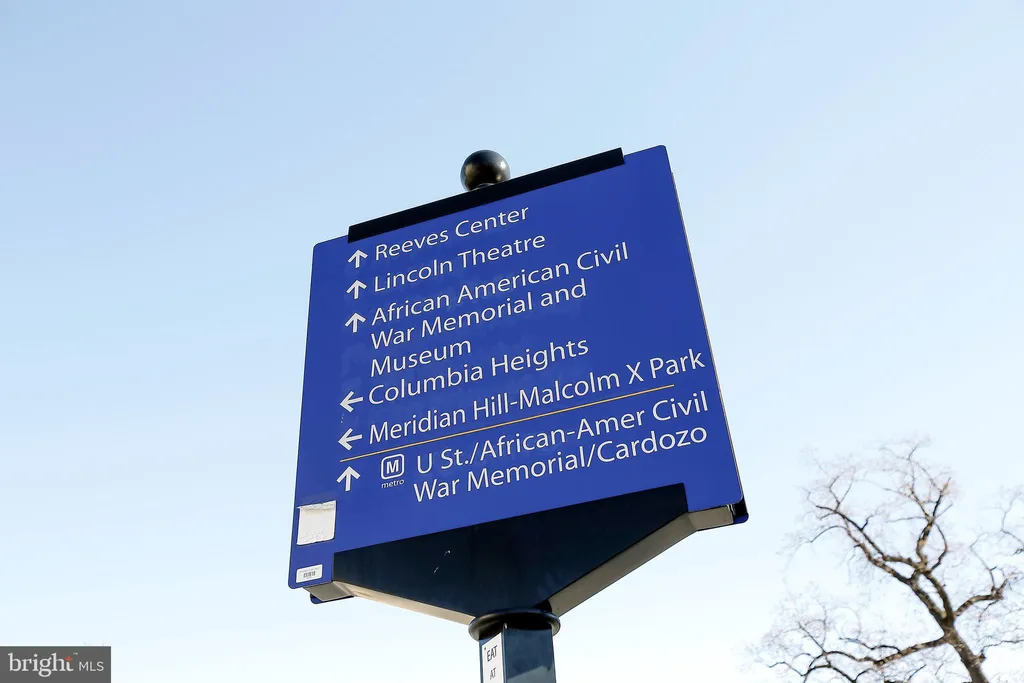 Reeves Center
Lincoln Theatre
African American Civil
War Memorial and
Museum
Columbia Heights
Meridian Hill-Malcolm X Park
M
metro
U St./African-Amer Civil
War Memorial/Cardozo
EAT
AT
bright MLS